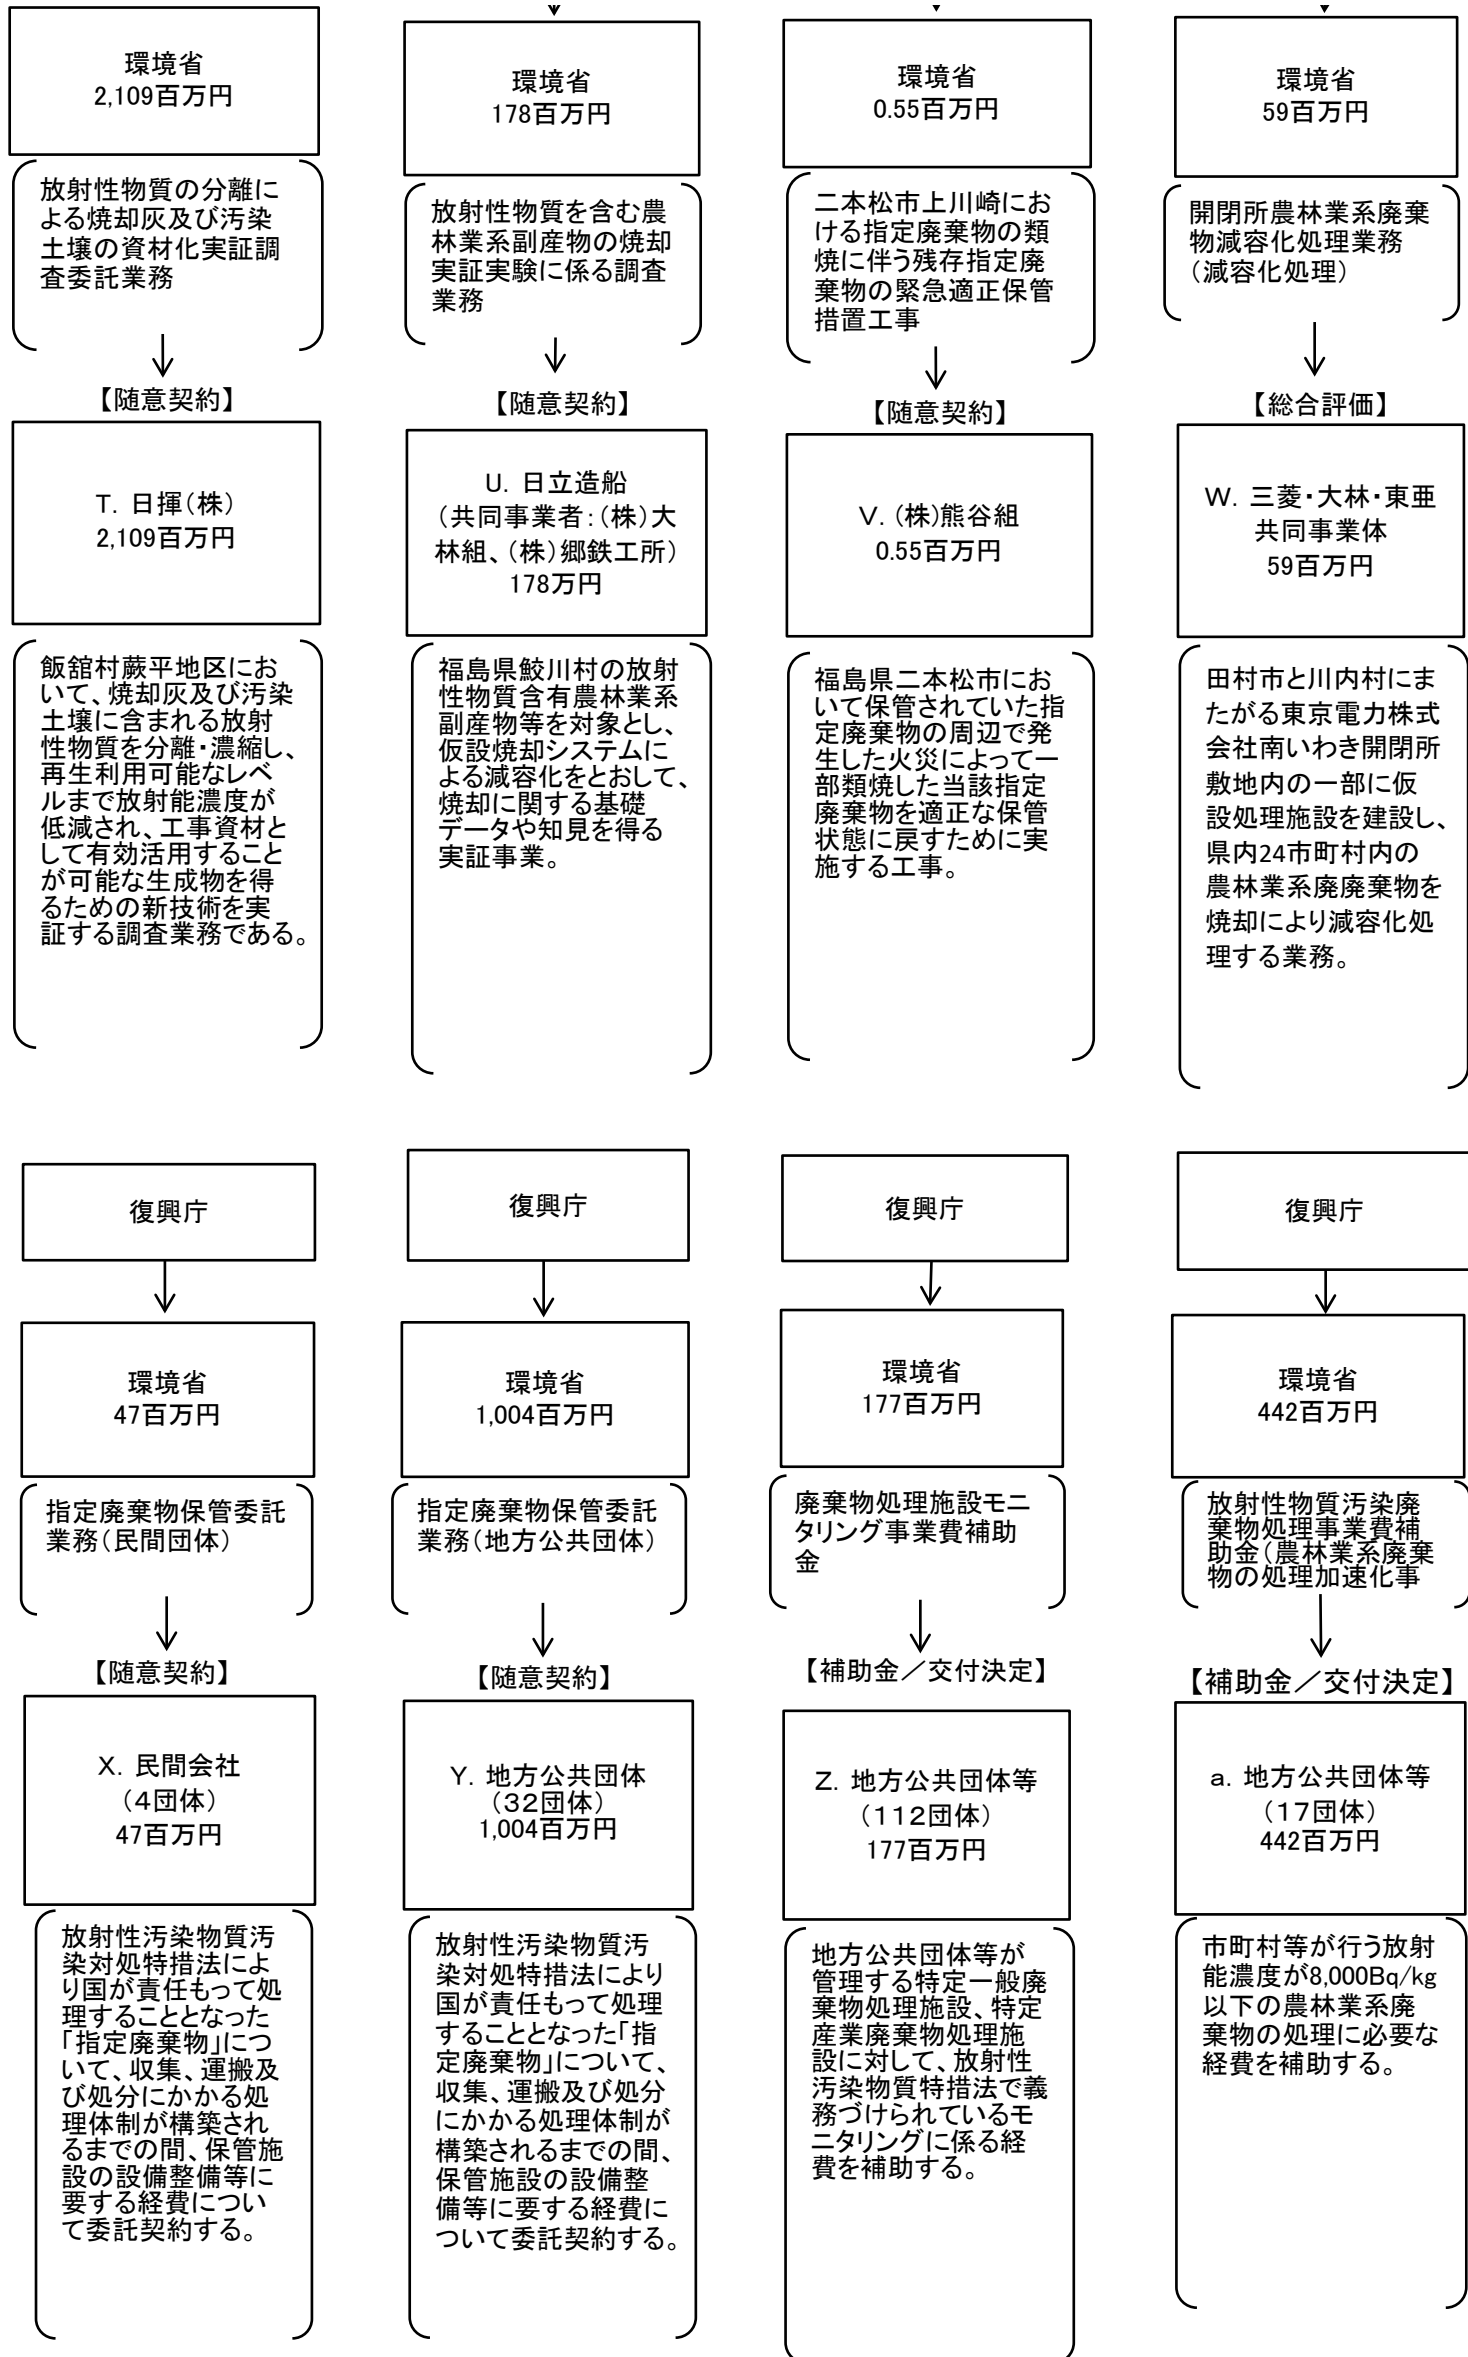 環境省
2,109百万円
放射性物質の分離に
よる焼却灰及び汚染
土壌の資材化実証調
査委託業務
【随意契約】
T. 日揮(株)
2,109百万円
飯舘村蕨平地区にお
いて、焼却灰及び汚染
土壌に含まれる放射
性物質を分離・濃縮し、
再生利用可能なレベ
ルまで放射能濃度が
低減され、工事資材と
して有効活用すること
が可能な生成物を得
るための新技術を実
証する調査業務である。
環境省
178百万円
放射性物質を含む農
林業系副産物の焼却
実証実験に係る調査
業務
【随意契約】
U. 日立造船
(共同事業者:(株)大
林組、(株)郷鉄工所)
178万円
福島県鮫川村の放射
性物質含有農林業系
副産物等を対象とし、
仮設焼却システムに
よる減容化をとおして、
焼却に関する基礎
データや知見を得る
実証事業。
環境省
0.55百万円
二本松市上川崎にお
ける指定廃棄物の類
焼に伴う残存指定廃
棄物の緊急適正保管
措置工事
【随意契約】
V. (株)熊谷組
0.55百万円
福島県二本松市にお
いて保管されていた指
定廃棄物の周辺で発
生した火災によって一
部類焼した当該指定
廃棄物を適正な保管
状態に戻すために実
施する工事。
環境省
59百万円
開閉所農林業系廃棄
物減容化処理業務
(減容化処理)
【総合評価】
W. 三菱・大林・東亜
共同事業体
59百万円
田村市と川内村にま
たがる東京電力株式
会社南いわき開閉所
敷地内の一部に仮
設処理施設を建設し、
県内24市町村内の
農林業系廃廃棄物を
焼却により減容化処
理する業務。
復興庁
環境省
47百万円
指定廃棄物保管委託
業務(民間団体)
【随意契約】
X. 民間会社
(4団体)
47百万円
放射性汚染物質汚
染対処特措法によ
り国が責任もって処
理することとなった
「指定廃棄物」につ
いて、収集、運搬及
び処分にかかる処
理体制が構築され
るまでの間、保管施
設の設備整備等に
要する経費につい
て委託契約する。
復興庁
環境省
1,004百万円
指定廃棄物保管委託
業務(地方公共団体)
【随意契約】
Y. 地方公共団体
(32団体)
1,004百万円
放射性汚染物質汚
染対処特措法により
国が責任もって処理
することとなった「指
定廃棄物」について、
収集、運搬及び処分
にかかる処理体制が
構築されるまでの間、
保管施設の設備整
備等に要する経費に
ついて委託契約する。
復興庁
環境省
177百万円
廃棄物処理施設モニ
タリング事業費補助
金
【補助金/交付決定】
Z. 地方公共団体等
(112団体)
177百万円
地方公共団体等が
管理する特定一般廃
棄物処理施設、特定
産業廃棄物処理施
設に対して、放射性
汚染物質特措法で義
務づけられているモ
ニタリングに係る経
費を補助する。
復興庁
環境省
442百万円
放射性物質汚染廃
棄物処理事業費補
助金(農林業系廃棄
物の処理加速化事
【補助金/交付決定】
a. 地方公共団体等
(17団体)
442百万円
市町村等が行う放射
能濃度が8,000Bq/kg
以下の農林業系廃
棄物の処理に必要な
経費を補助する。